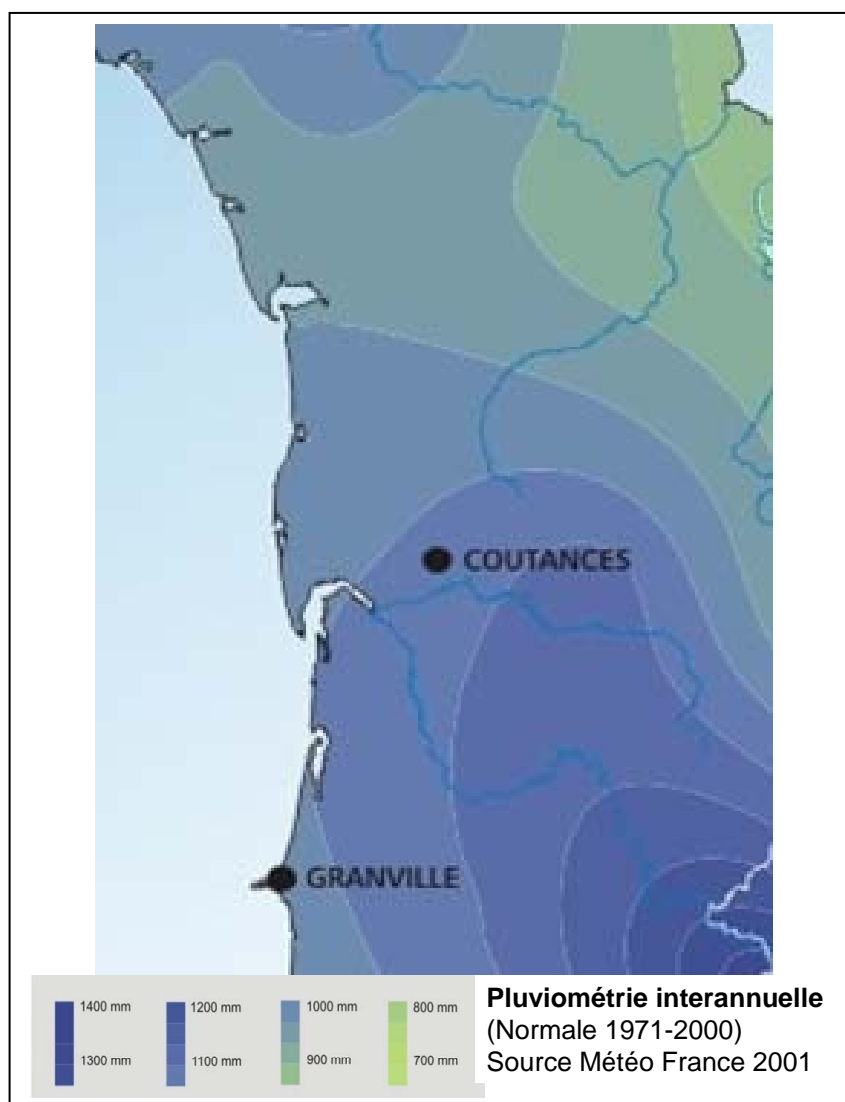 COUTANCES
GRANVILLE
1400 mm
1300 mm
1200 mm
1100 mm
1000 mm
900 mm
800 mm
700 mm
Pluviométrie interannuelle
(Normale 1971-2000)
Source Météo France 2001